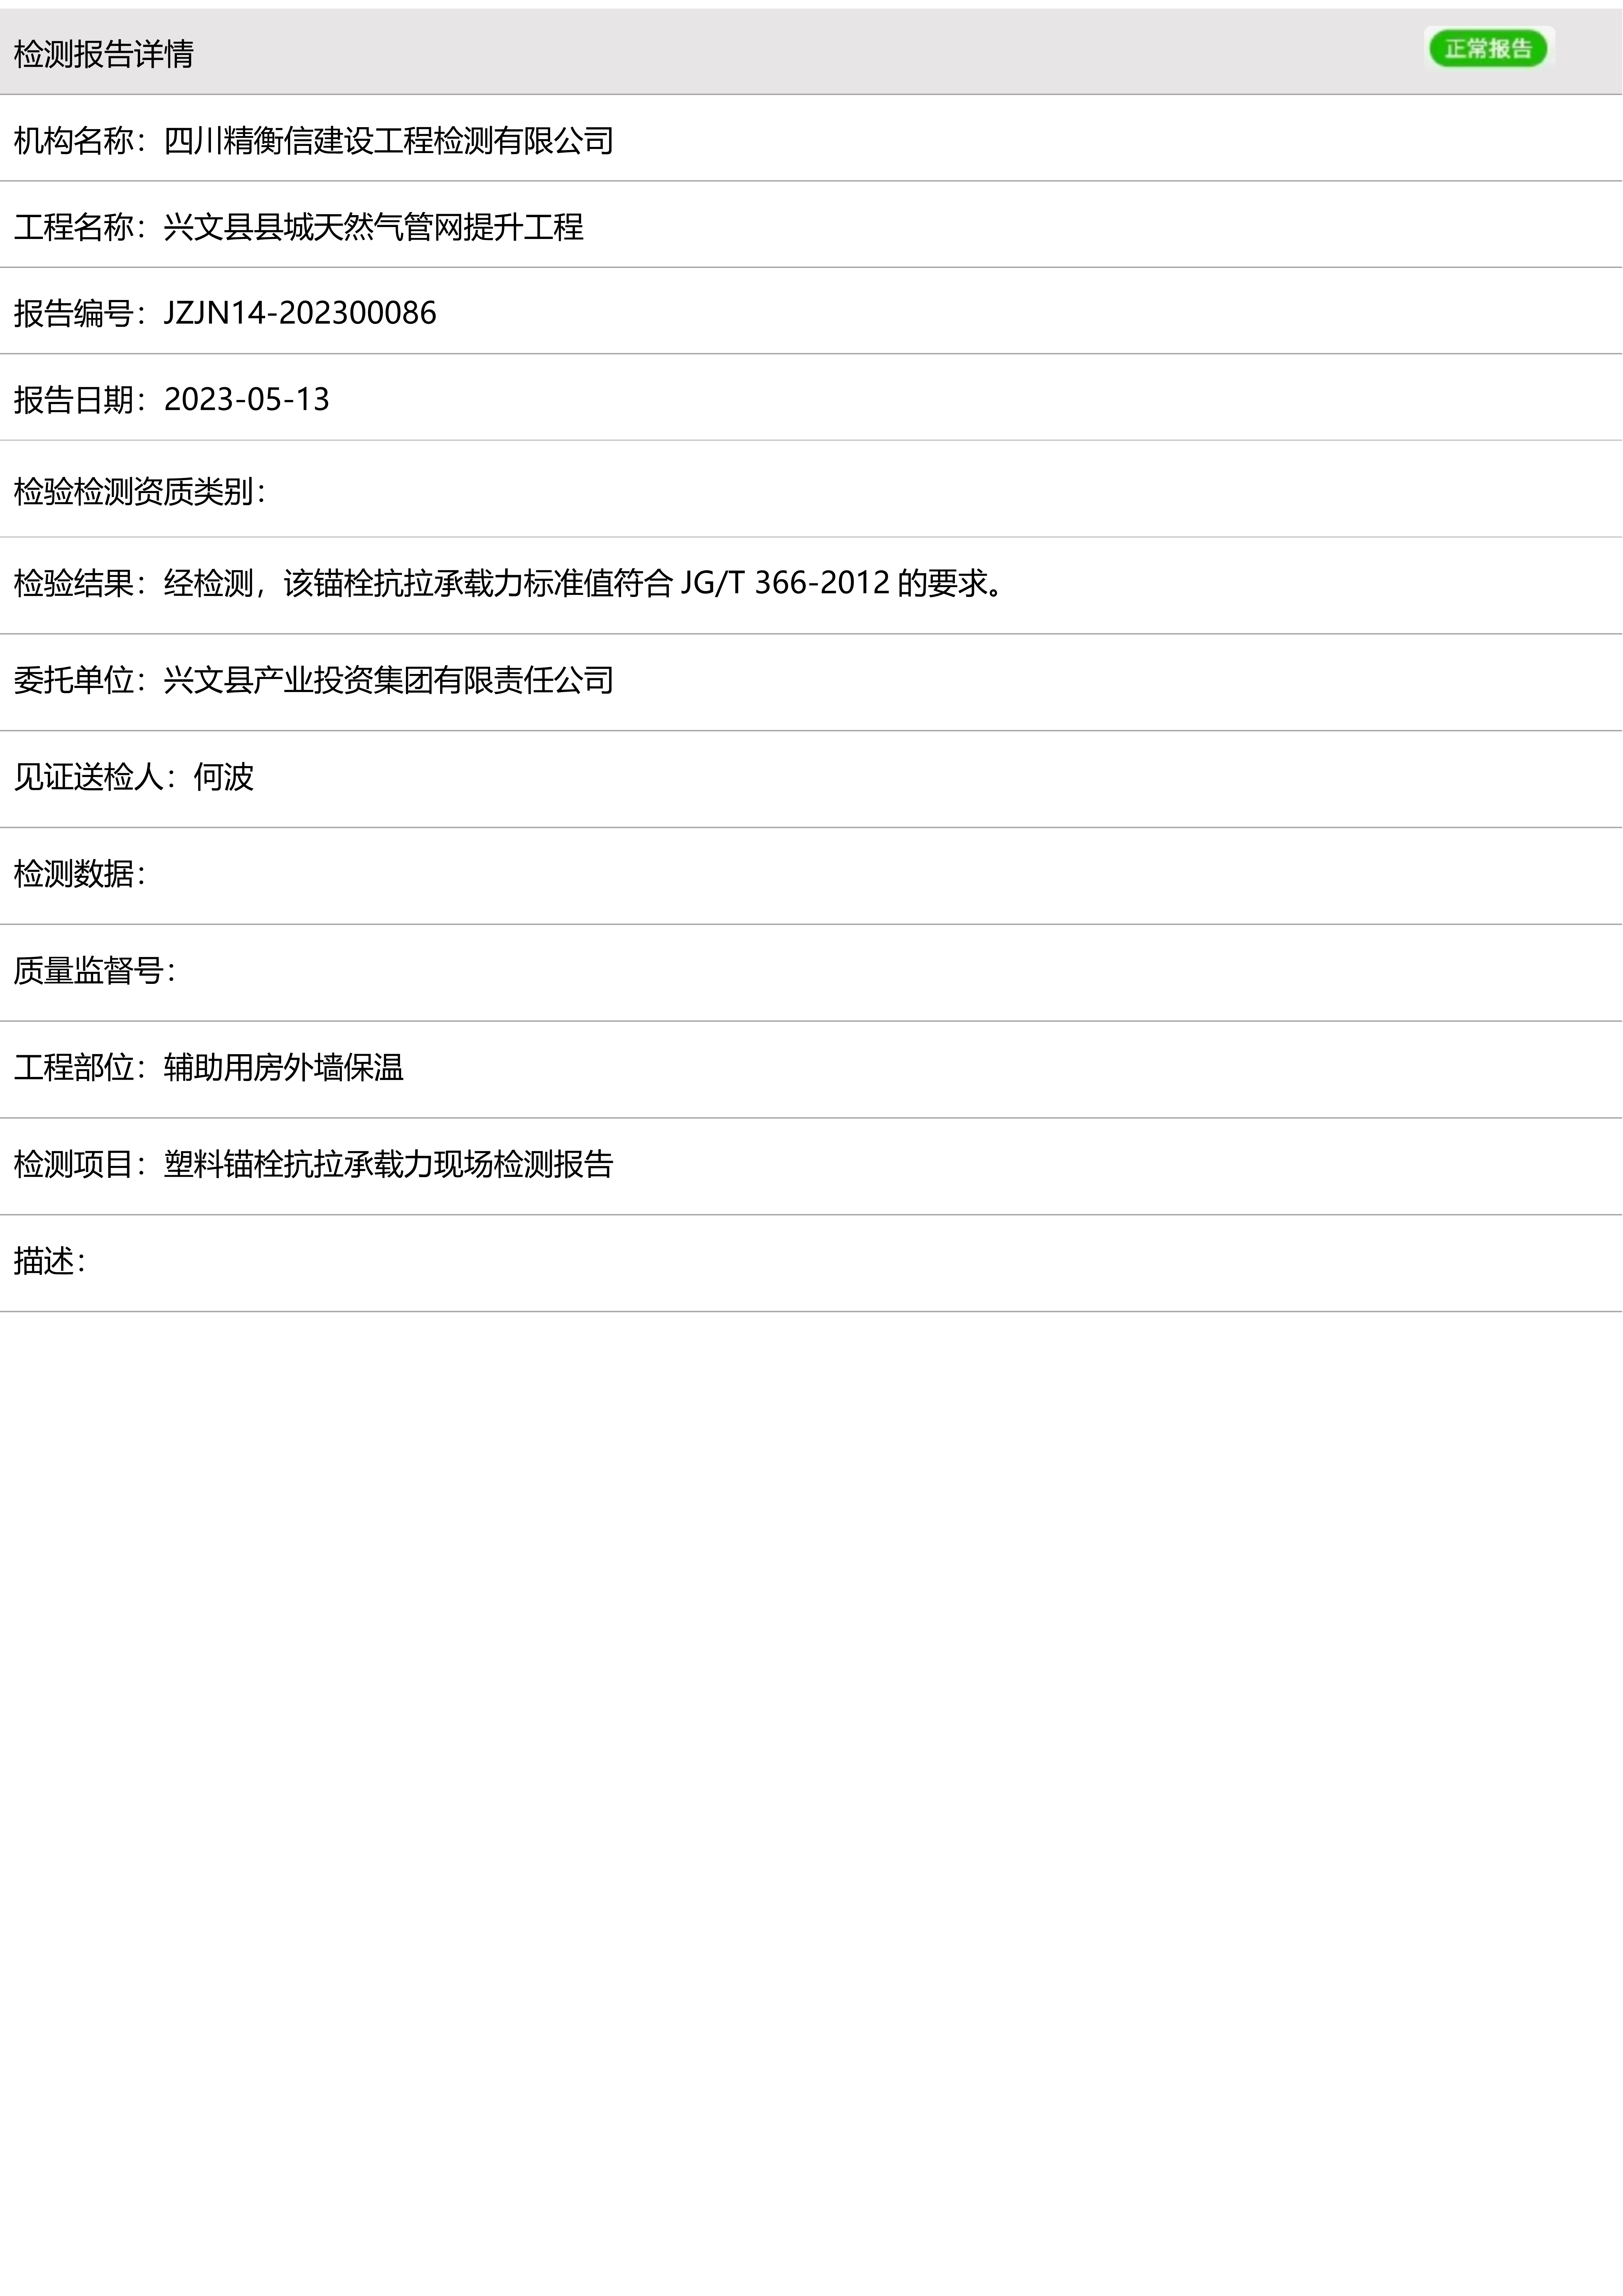 检测报告详情
正常报告
机构名称：四川精衡信建设工程检测有限公司
工程名称：兴文县县城天然气管网提升工程
报告编号：JZJN14-202300086
报告日期：2023-05-13
检验检测资质类别：
检验结果：经检测，该锚栓抗拉承载力标准值符合 JG/T 366-2012 的要求。
委托单位：兴文县产业投资集团有限责任公司
见证送检人：何波
检测数据：
质量监督号：
工程部位：辅助用房外墙保温
检测项目：塑料锚栓抗拉承载力现场检测报告
描述：